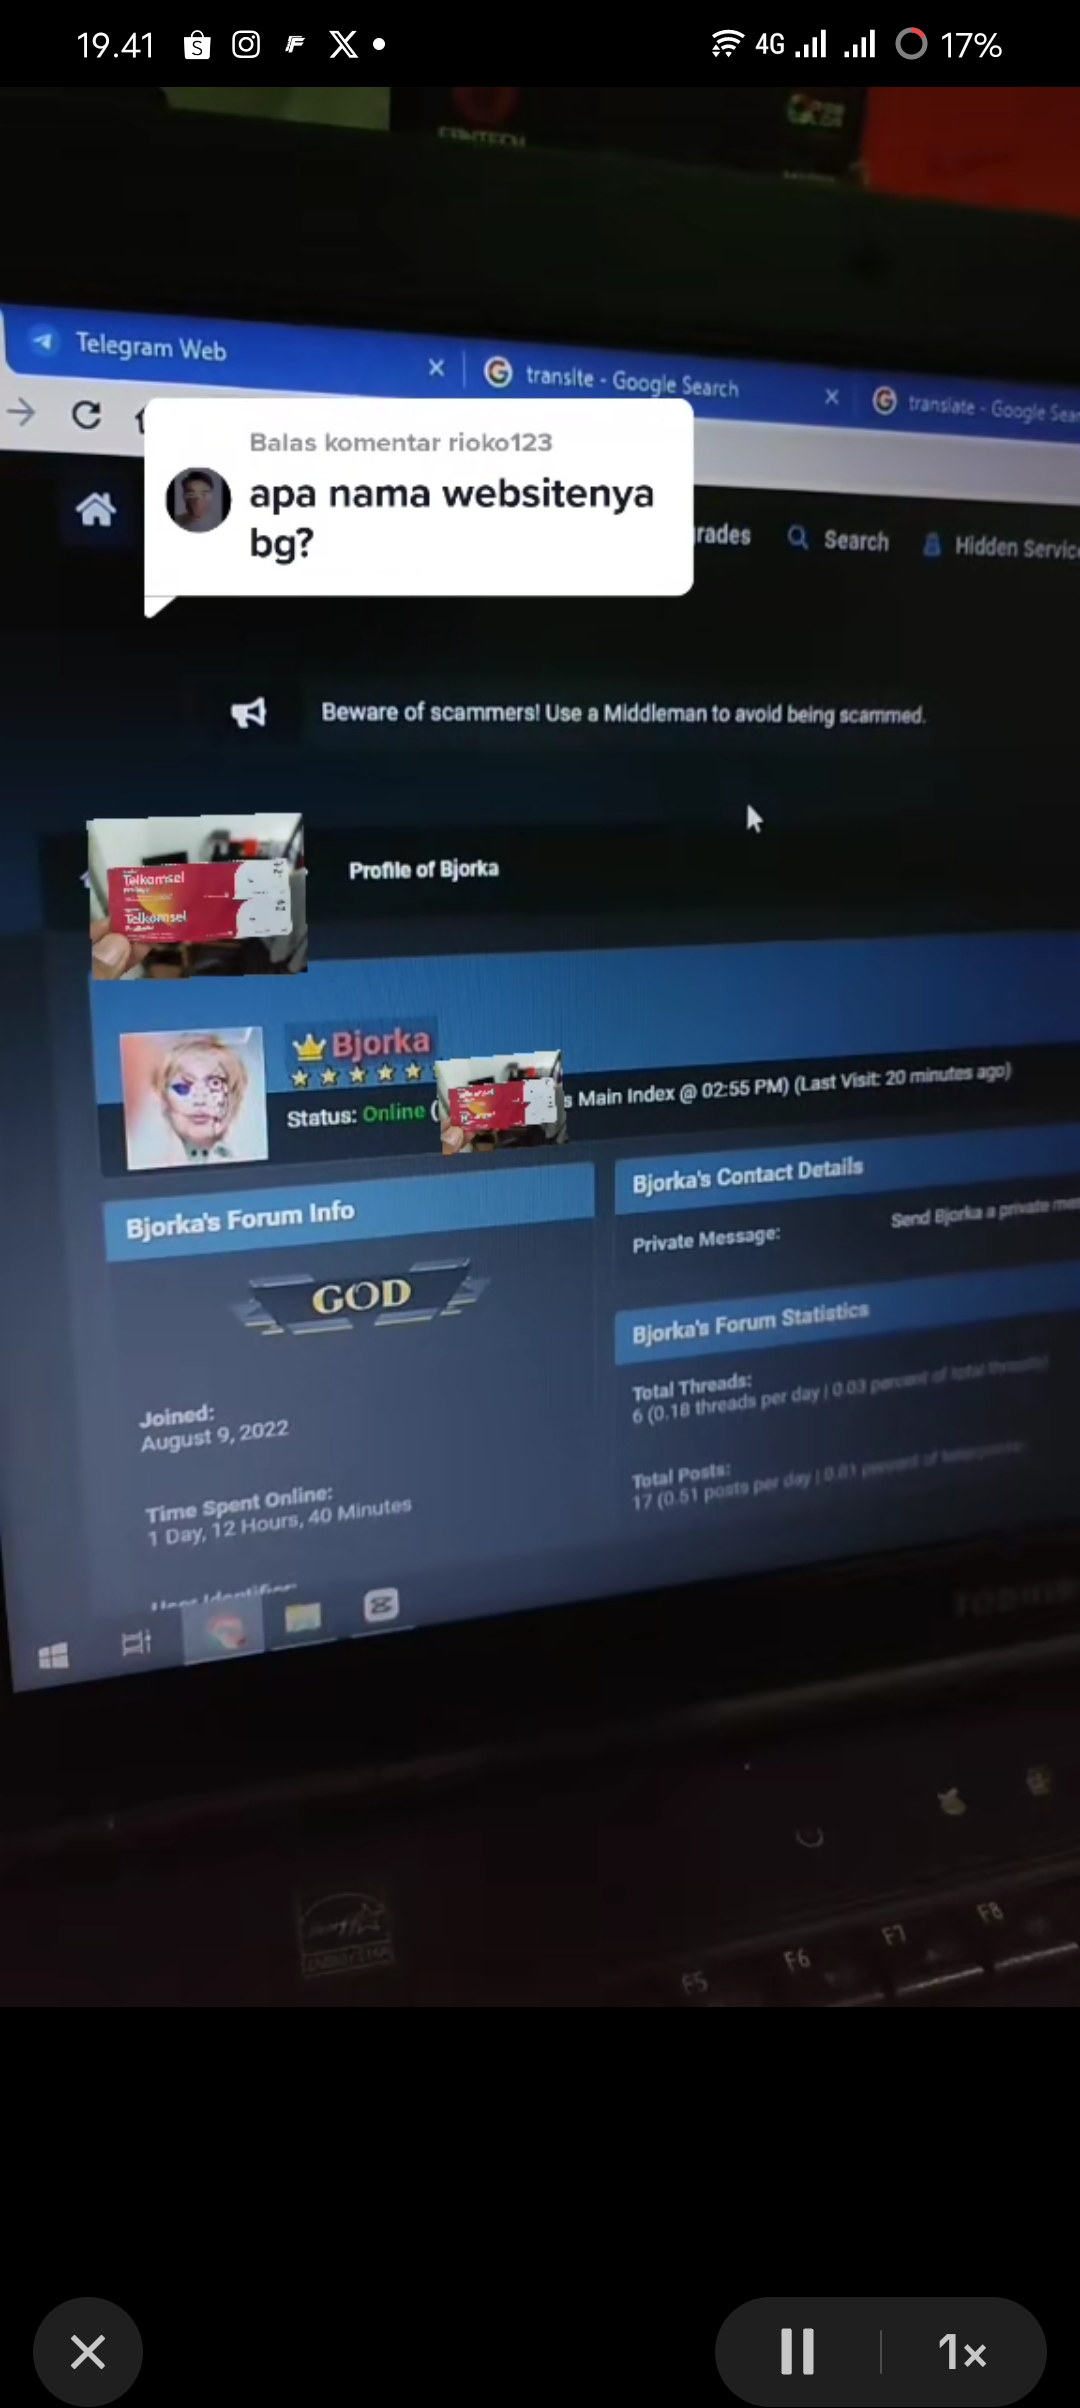 19.41
4G
17%
Telegram Web
translte - Google Search
translate - Google Sear
Balas komentar rioko123
apa nama websitenya
bg?
rades
Search
Hidden Servic
Beware of scammers! Use a Middleman to avoid being scammed.
Telkomsel
Telkomsel
Profile of Bjorka
Bjorka
Status: Online (
s Main Index @ 02:55 PM) (Last Visit: 20 minutes ago)
Bjorka's Forum Info
Bjorka's Contact Details
Private Message:
Send Bjorka a private mes
GOD
Bjorka's Forum Statistics
Total Threads:
6 (0.18 threads per day | 0.03 percent of total threads)
Joined:
August 9, 2022
Total Posts:
17 (0.51 posts per day | 0.01 percent of
Time Spent Online:
1 Day, 12 Hours, 40 Minutes
F5
F6
F7
F8
1×